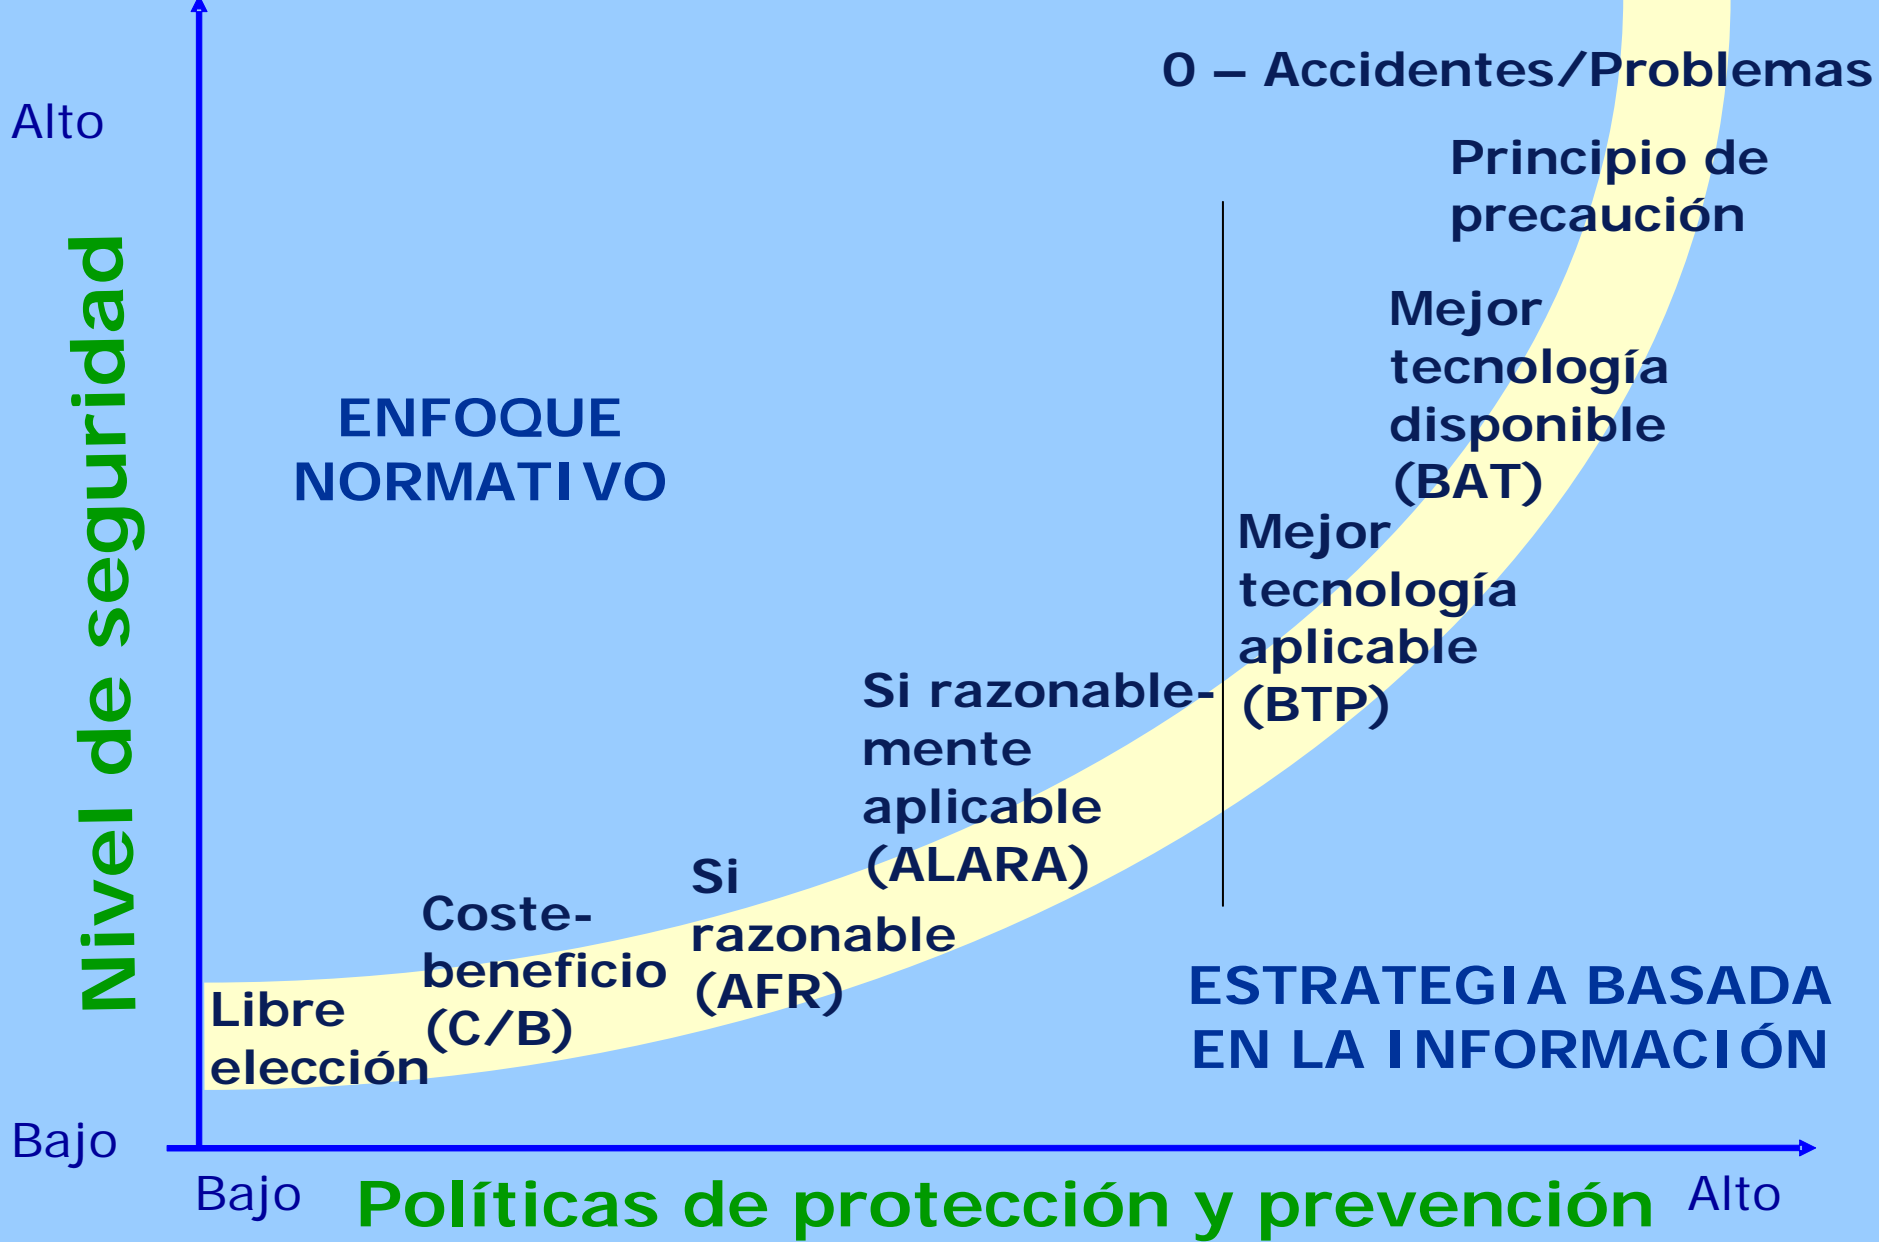 0 – Accidentes/Problemas
Alto
Principio de
precaución
Nivel de seguridad
Mejor
tecnología
disponible
(BAT)
ENFOQUE
NORMATIVO
Mejor
tecnología
aplicable
(BTP)
Si razonable-
mente
aplicable
(ALARA)
Si
razonable
(AFR)
Coste-
beneficio
(C/B)
Libre
elección
ESTRATEGIA BASADA
EN LA INFORMACIÓN
Bajo
Bajo
Políticas de protección y prevención
Alto